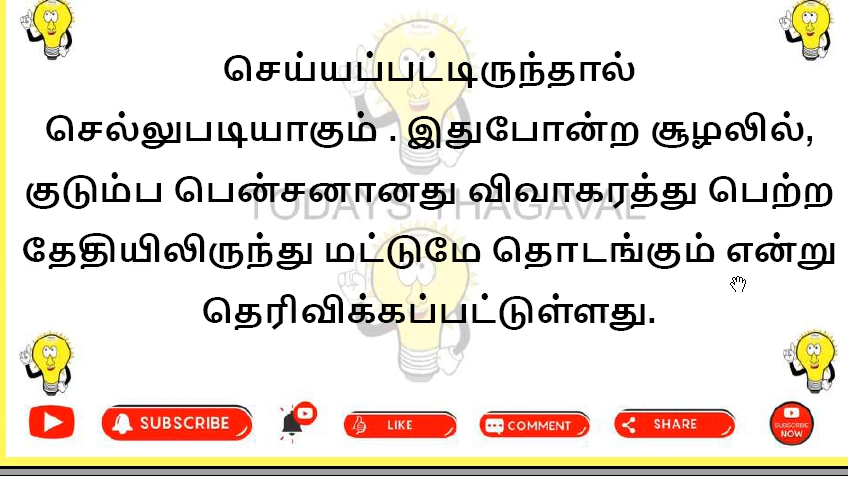 செய்யப்பட்டிருந்தால்
செல்லுபடியாகும் . இதுபோன்ற சூழலில்,
குடும்ப பென்சனானது விவாகரத்து பெற்ற
TODAYS THAGAVAL
தேதியிலிருந்து மட்டுமே தொடங்கும் என்று
தெரிவிக்கப்பட்டுள்ளது.
SUBSCRIBE
LIKE
COMMENT
SHARE
SUBSCRIBE
NOW